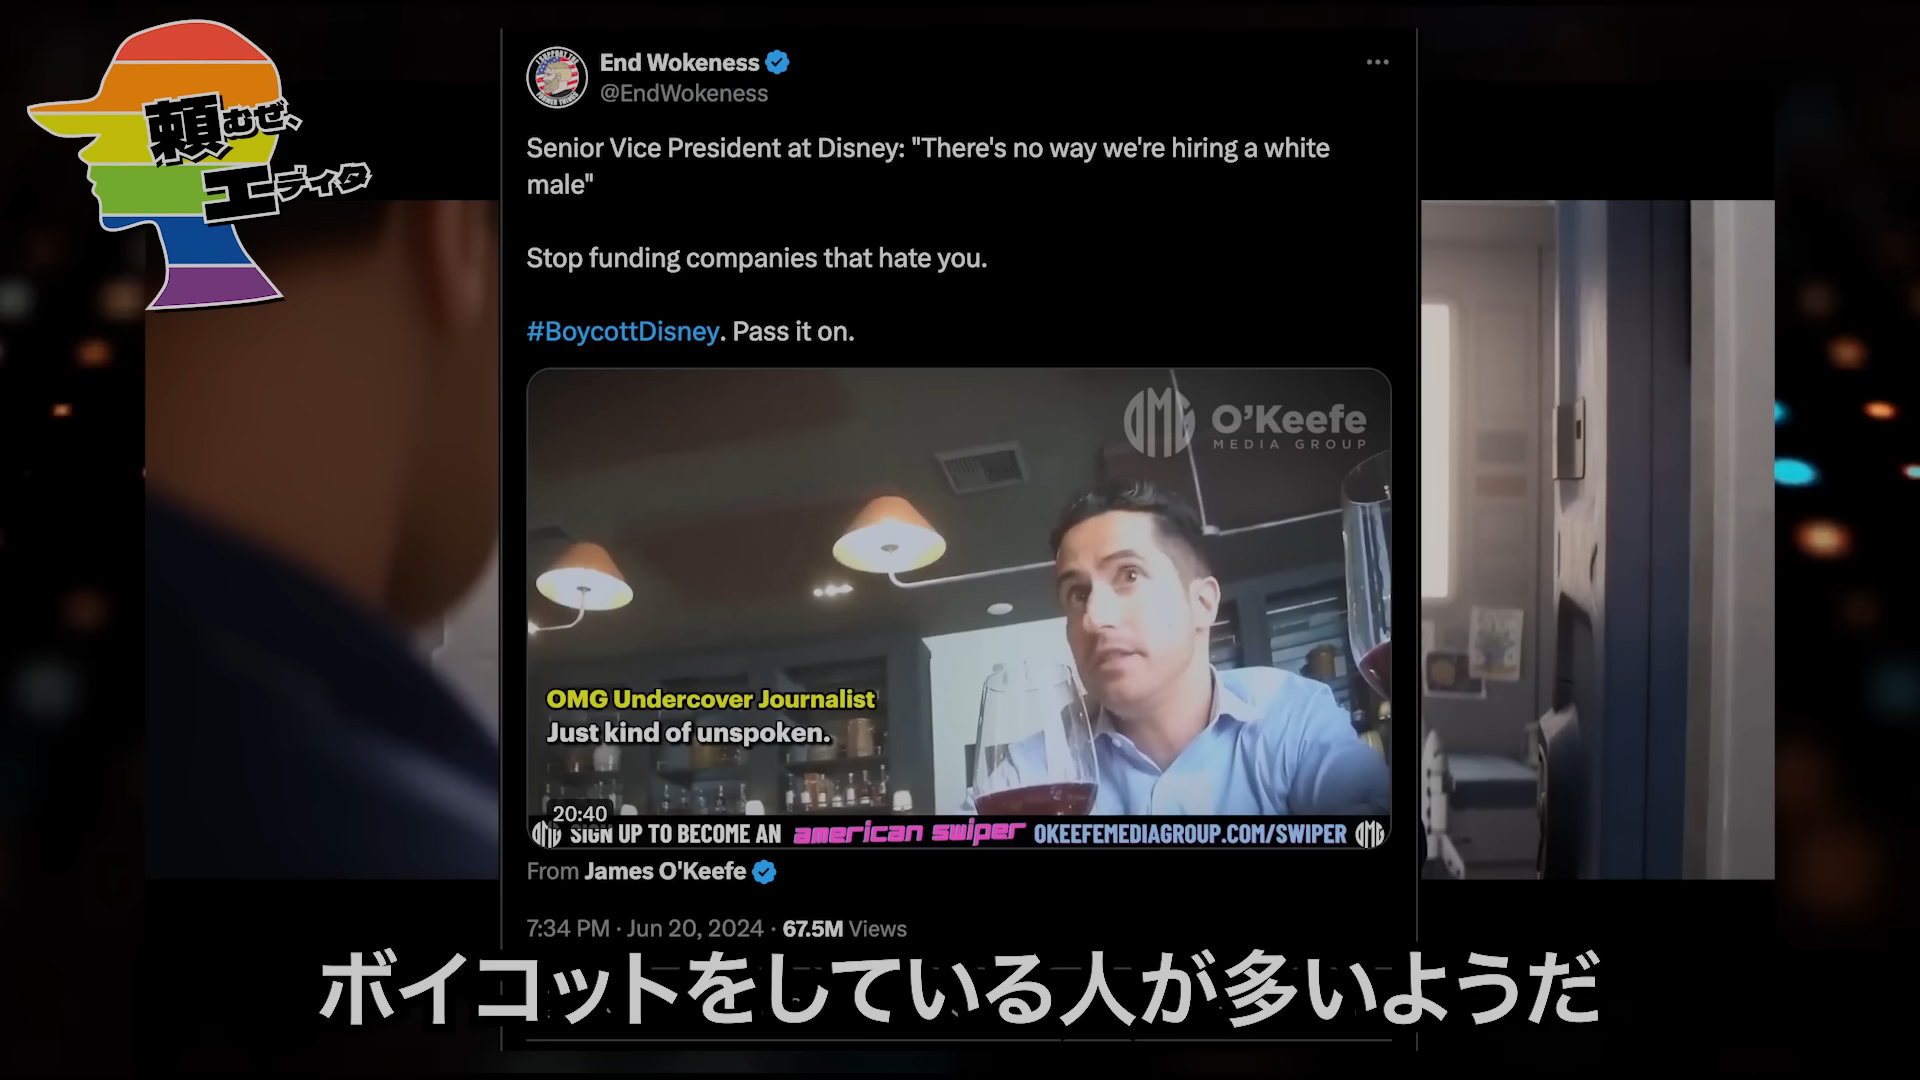 頼むぜ、
エディタ
End Wokeness
@EndWokeness
Senior Vice President at Disney: "There's no way we're hiring a white
male"
Stop funding companies that hate you.
#BoycottDisney. Pass it on.
O'Keefe
MEDIA GROUP
OMG Undercover Journalist
Just kind of unspoken.
20:40
SIGN UP TO BECOME AN american swiper OKEEFEMEDIAGROUP.COM/SWIPER
From James O'Keefe
7:34 PM · Jun 20, 2024 · 67.5M Views
ボイコットをしている人が多いようだ